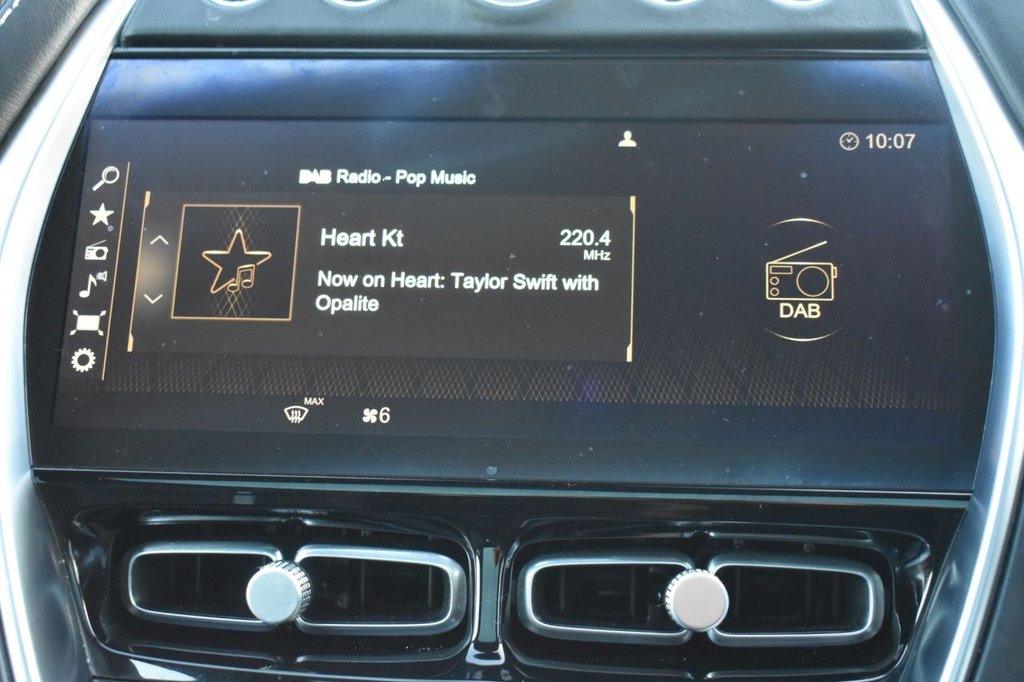 10:07
DAB Radio - Pop Music
Heart Kt
220.4
MHz
Now on Heart: Taylor Swift with
Opalite
DAB
MAX
6